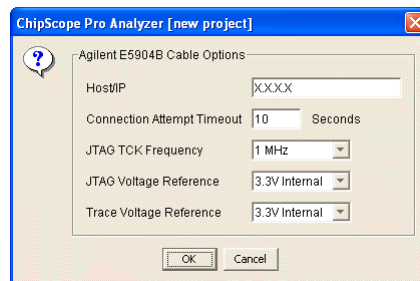 ChipScope Pro Analyzer [new project]
Agilent E5904B Cable Options
Host/IP X.X.X.X
Connection Attempt Timeout 10 Seconds
JTAG TCK Frequency 1 MHz
JTAG Voltage Reference 3.3V Internal
Trace Voltage Reference 3.3V Internal
OK Cancel